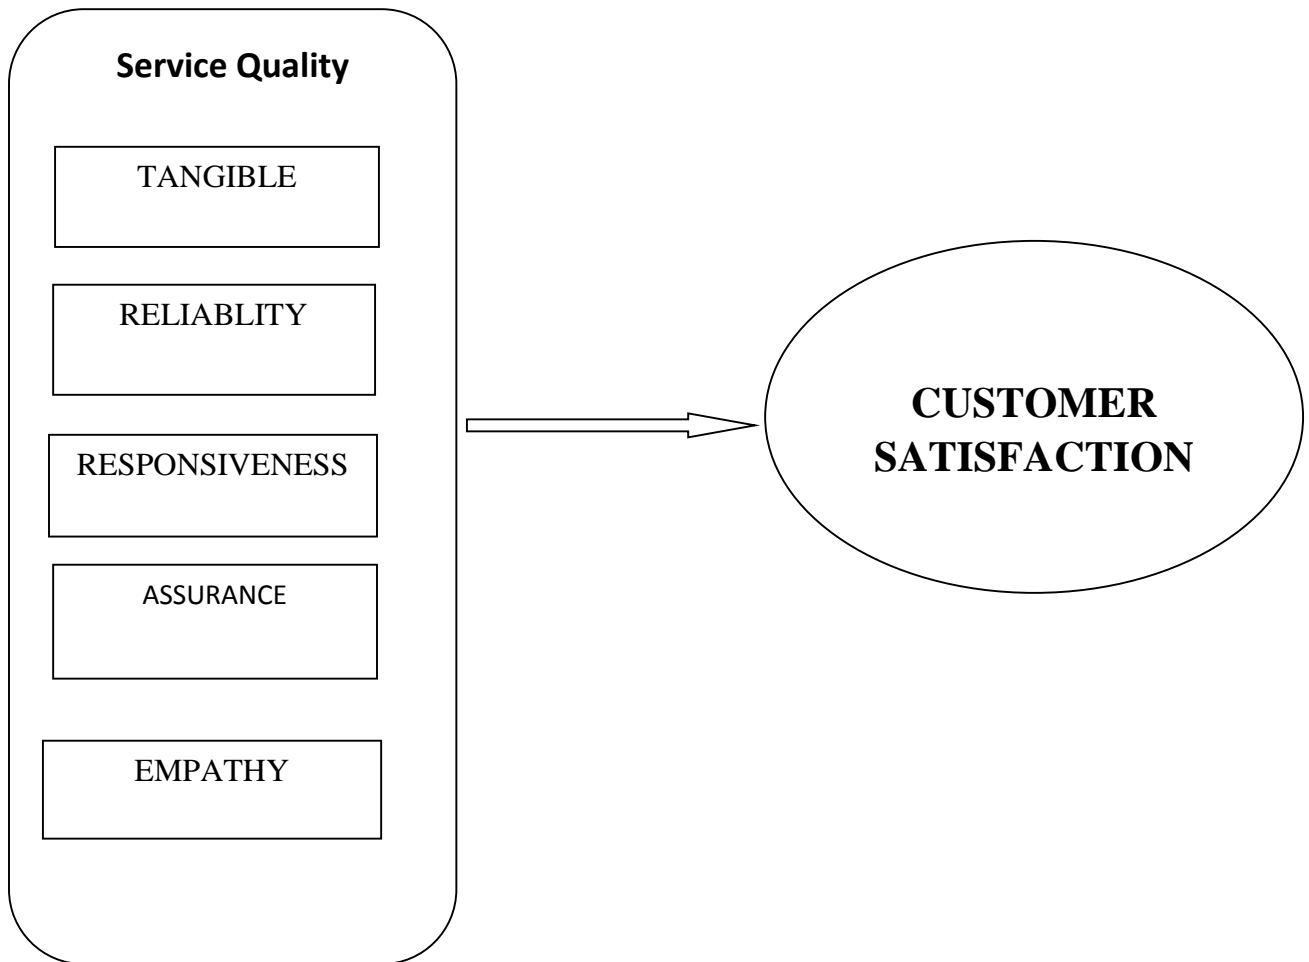 Service Quality
TANGIBLE
RELIABLITY
RESPONSIVENESS
ASSURANCE
EMPATHY
CUSTOMER
SATISFACTION